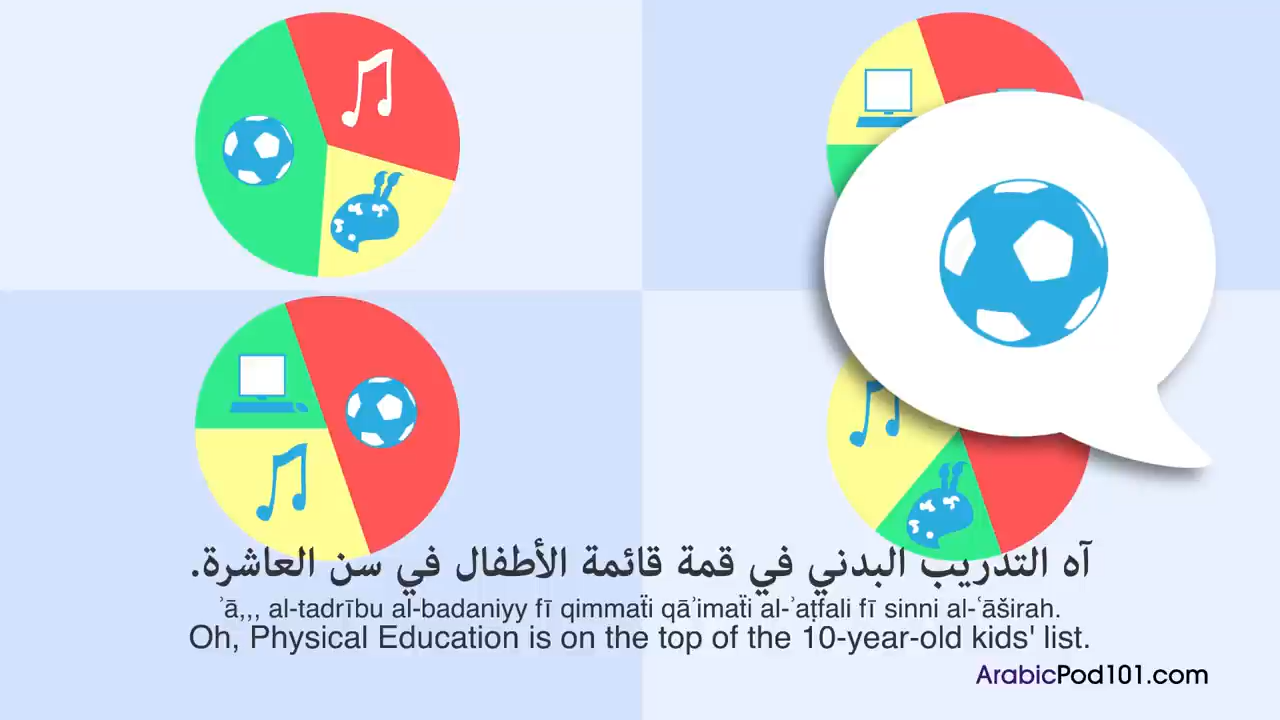 آه التدريب البدني في قمة قائمة الأطفال في سن العاشرة.
ʾā,,, al-tadrību al-badaniyy fī qimmaẗi qāʾimaẗi al-ʾaṭfali fī sinni al-ʿāširah.
Oh, Physical Education is on the top of the 10-year-old kids' list.
ArabicPod101.com